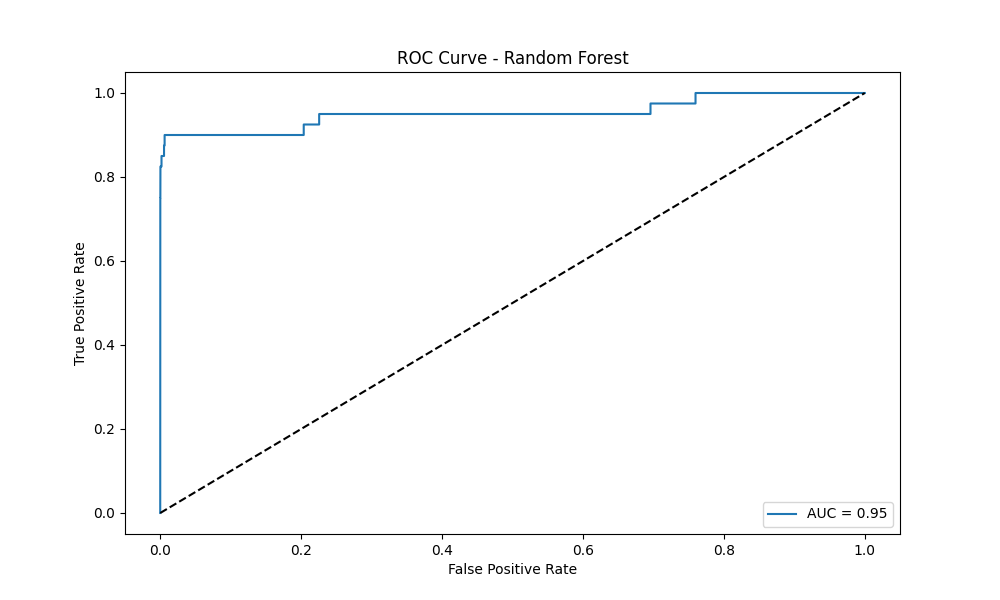 ROC Curve - Random Forest
1.0
0.8
0.6
0.4
0.2
0.0
True Positive Rate
AUC = 0.95
0.0 0.2 0.4 0.6 0.8 1.0
False Positive Rate